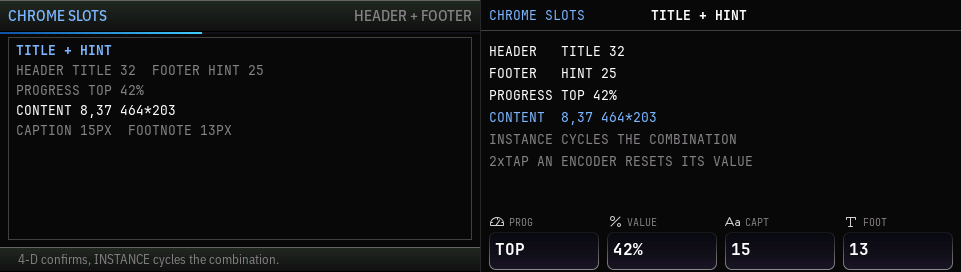 CHROME SLOTS
HEADER + FOOTER
TITLE + HINT
HEADER TITLE 32  FOOTER HINT 25
PROGRESS TOP 42%
CONTENT 8,37 464*203
CAPTION 15PX  FOOTNOTE 13PX
4-D confirms, INSTANCE cycles the combination.
CHROME SLOTS
TITLE + HINT
HEADER   TITLE 32
FOOTER   HINT 25
PROGRESS TOP 42%
CONTENT  8,37 464*203
INSTANCE CYCLES THE COMBINATION
2xTAP AN ENCODER RESETS ITS VALUE
PROG
% VALUE
Aa CAPT
T FOOT
TOP
42%
15
13